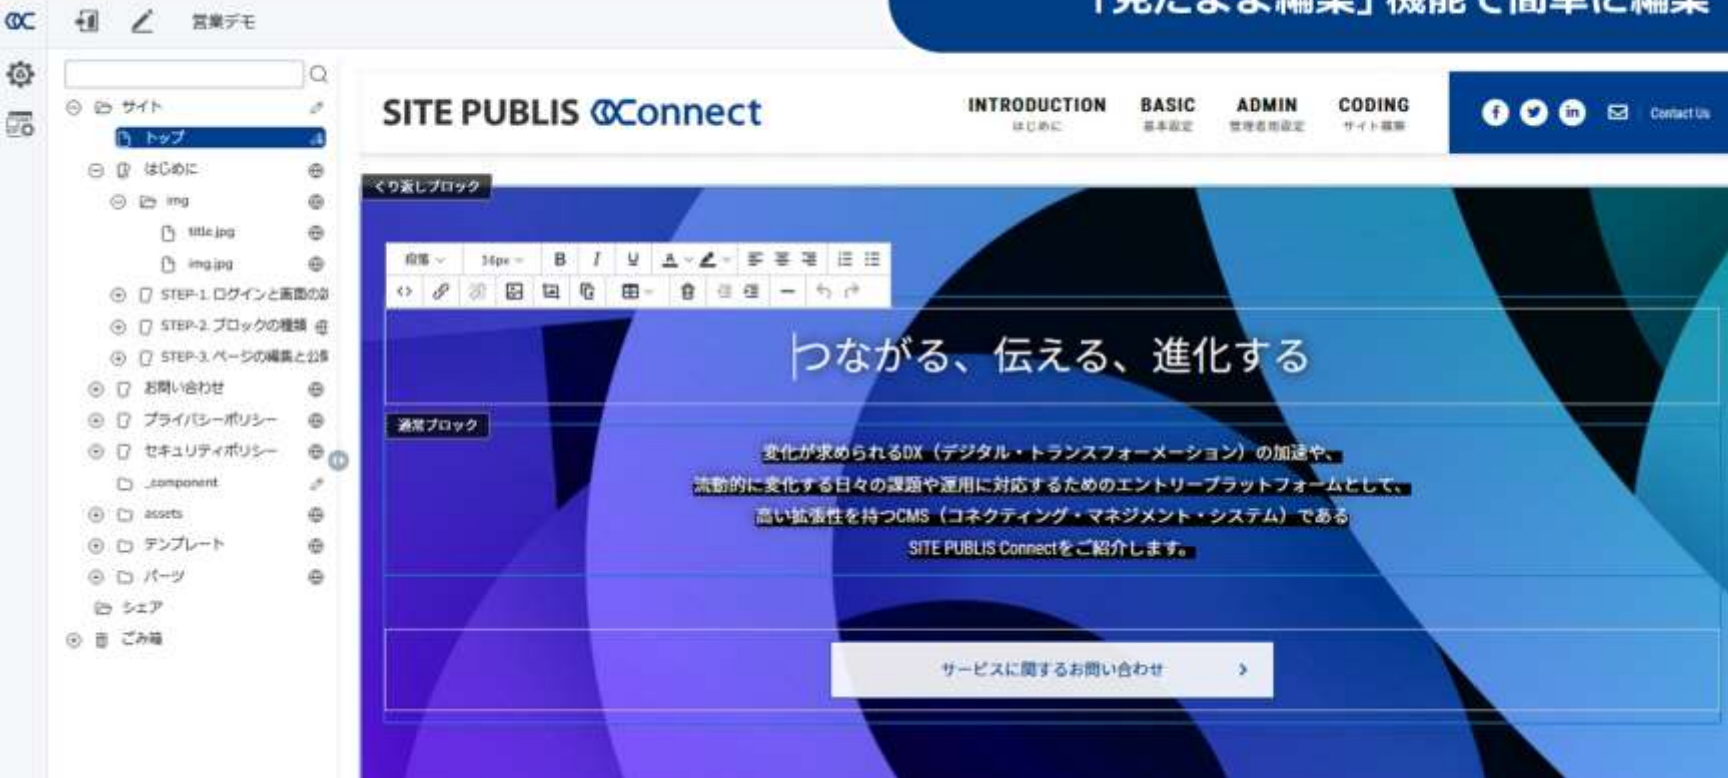 「見たまま編集」機能で簡単に編集
営業デモ
サイト
トップ
はじめに
img
title.jpg
img.jpg
STEP-1. ログインと画面の
STEP-2. ブロックの種類
STEP-3. ページの編集と公
お問い合わせ
プライバシーポリシー
セキュリティポリシー
_component
assets
テンプレート
パーツ
シェア
ごみ箱
SITE PUBLIS Connect
INTRODUCTION
はじめに
BASIC
基本設定
ADMIN
管理者用設定
CODING
サイト構築
Contact Us
くり返しブロック
段落
36px
つながる、伝える、進化する
通常ブロック
変化が求められるDX（デジタル・トランスフォーメーション）の加速や、
流動的に変化する日々の課題や運用に対応するためのエントリープラットフォームとして、
高い拡張性を持つCMS（コネクティング・マネジメント・システム）である
SITE PUBLIS Connectをご紹介します。
サービスに関するお問い合わせ